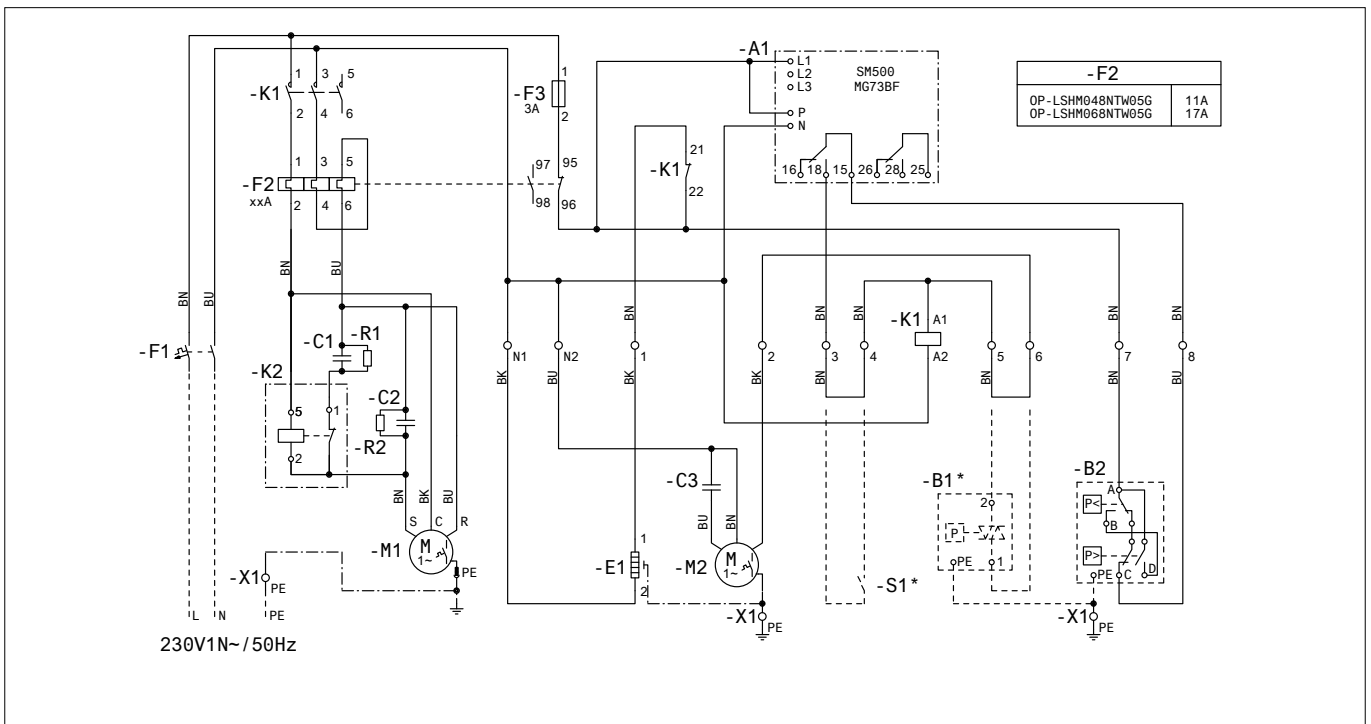 -A1
L1
L2
L3
P
N
SM500
MG73BF
16 18 15 26 28 25
-F2
OP-LSHM048NTW05G 11A
OP-LSHM068NTW05G 17A
-K1
1 3 5
2 4 6
-F3
3A
1
2
-F2
xxA
1 3 5
2 4 6
97 95
98 96
-K1
21
22
BN BU
BN BU
-F1
-K2
5 1
2
-C1
-R1
-C2
-R2
BN BK BU
S C R
-M1
M
1~
PE
-X1
PE
L N PE
230V1N~/50Hz
N1 N2 1 2 3 4 5 6 7 8
BN BN BN BN BN BN
BK BU BK BK BN BN BN BU
-K1
A1
A2
-E1
1
2
-C3
BU BN
-M2
M
1~
-X1
PE
-S1*
-B1*
2
P
PE 1
-B2
A
P<
B
P>
PE C D
-X1
PE